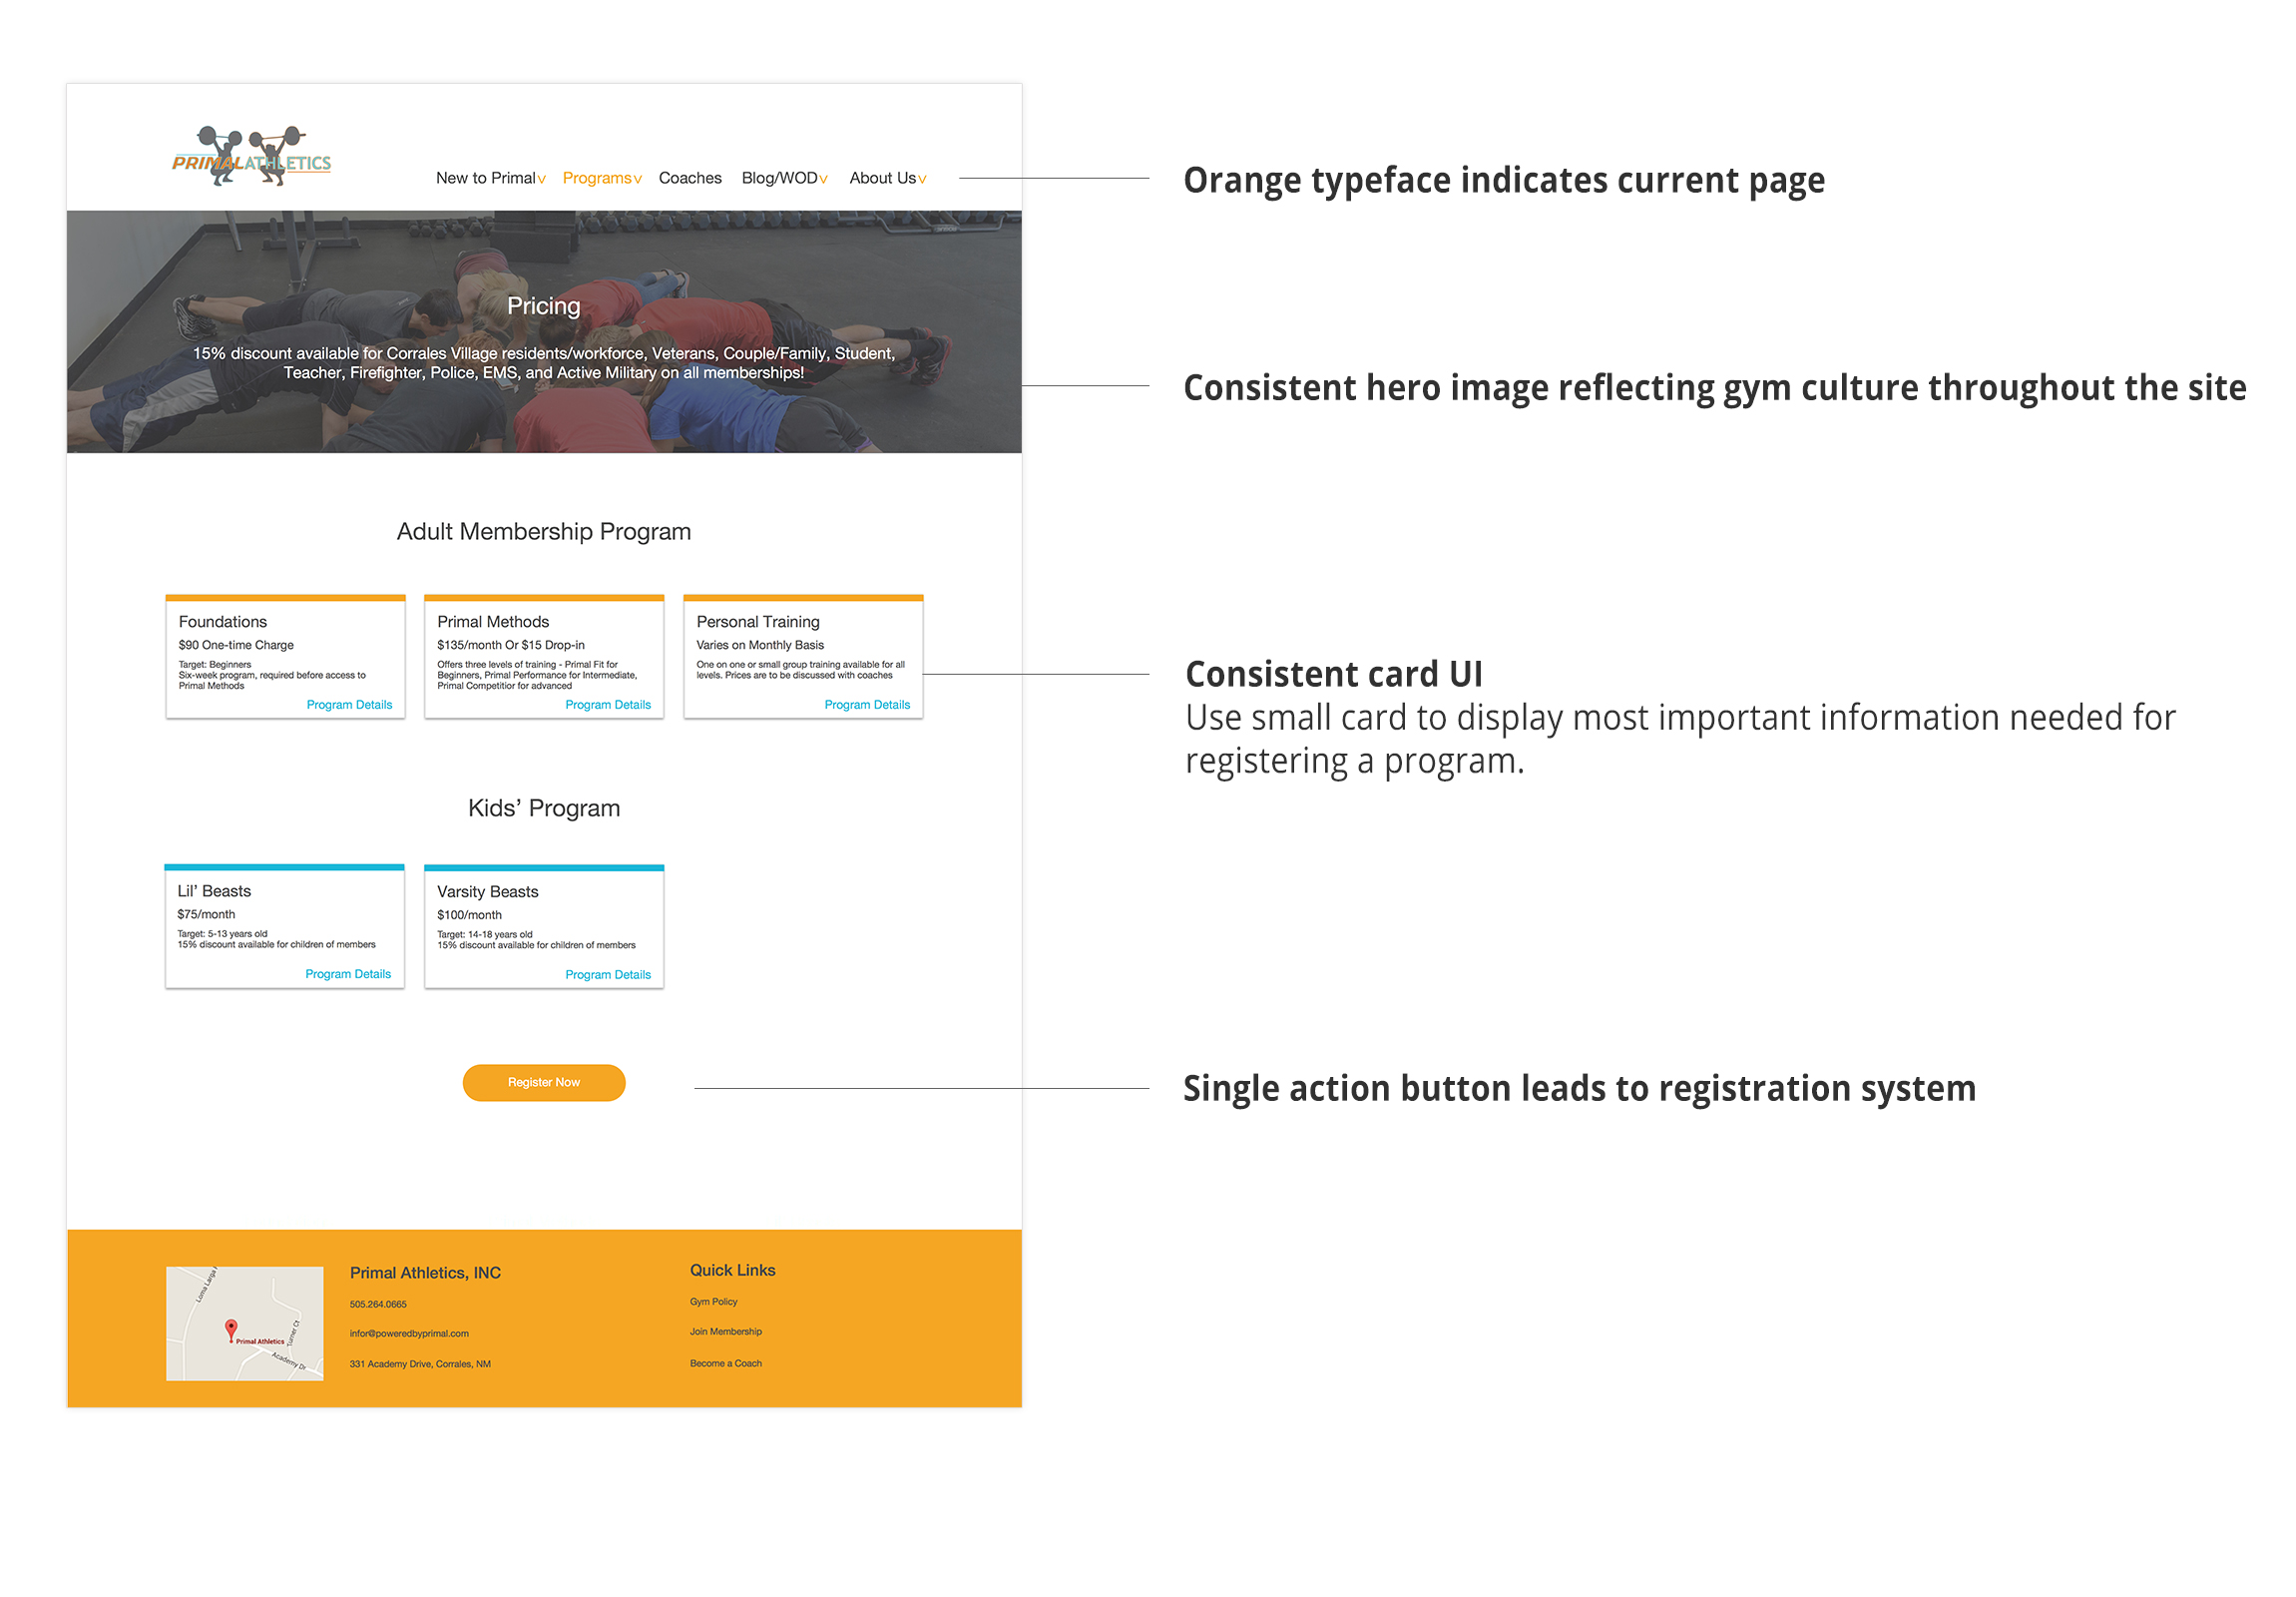 PRIMALATHLETICS
New to Primal Programs Coaches Blog/WOD About Us
Orange typeface indicates current page
Pricing
15% discount available for Corrales Village residents/workforce, Veterans, Couple/Family, Student,
Teacher, Firefighter, Police, EMS, and Active Military on all memberships!
Consistent hero image reflecting gym culture throughout the site
Adult Membership Program
Foundations
$90 One-time Charge
Target: Beginners
Six-week program, required before access to
Primal Methods
Program Details
Primal Methods
$135/month Or $15 Drop-in
Offers three levels of training - Primal Fit for
Beginners, Primal Performance for Intermediate,
Primal Competitior for advanced
Program Details
Personal Training
Varies on Monthly Basis
One on one or small group training available for all
levels. Prices are to be discussed with coaches
Program Details
Consistent card UI
Use small card to display most important information needed for
registering a program.
Kids’ Program
Lil’ Beasts
$75/month
Target: 5-13 years old
15% discount available for children of members
Program Details
Varsity Beasts
$100/month
Target: 14-18 years old
15% discount available for children of members
Program Details
Register Now
Single action button leads to registration system
Loma Larga
Primal Athletics
Turner Ct
Academy Dr
Primal Athletics, INC
505.264.0665
infor@poweredbyprimal.com
331 Academy Drive, Corrales, NM
Quick Links
Gym Policy
Join Membership
Become a Coach